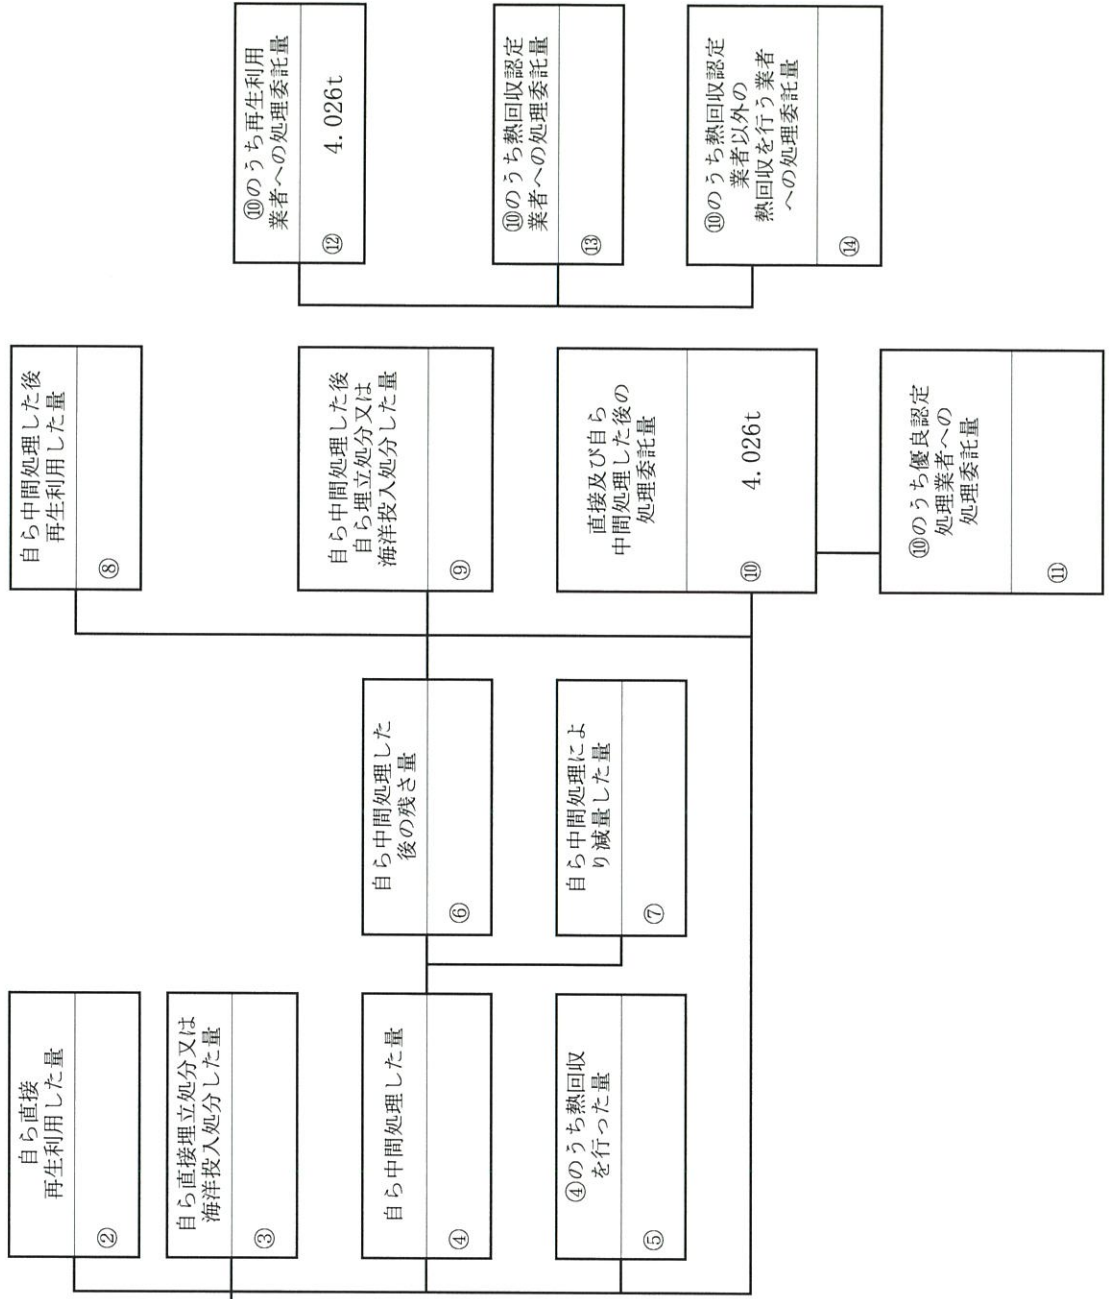 自ら直接
再生利用した量
②
自ら直接埋立処分又は
海洋投入処分した量
③
自ら中間処理した量
④
④のうち熱回収
を行った量
⑤
自ら中間処理した
後の残さ量
⑥
自ら中間処理によ
り減量した量
⑦
自ら中間処理した後
再生利用した量
⑧
自ら中間処理した後
自ら埋立処分又は
海洋投入処分した量
⑨
直接及び自ら
中間処理した後の
処理委託量
⑩ 4.026t
⑩のうち優良認定
処理業者への
処理委託量
⑪
⑩のうち再生利用
業者への処理委託量
⑫ 4.026t
⑩のうち熱回収認定
業者への処理委託量
⑬
⑩のうち熱回収認定
業者以外の
熱回収を行う業者
への処理委託量
⑭